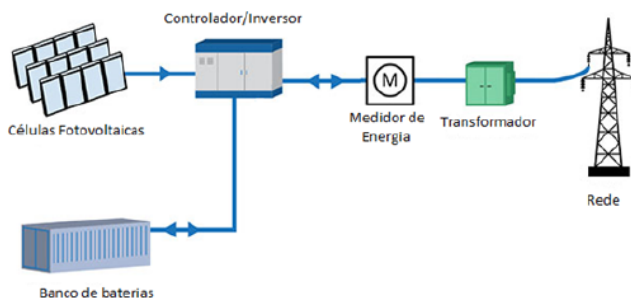 Controlador/Inversor
Células Fotovoltaicas
M
Medidor de
Energia
Transformador
Rede
Banco de baterias